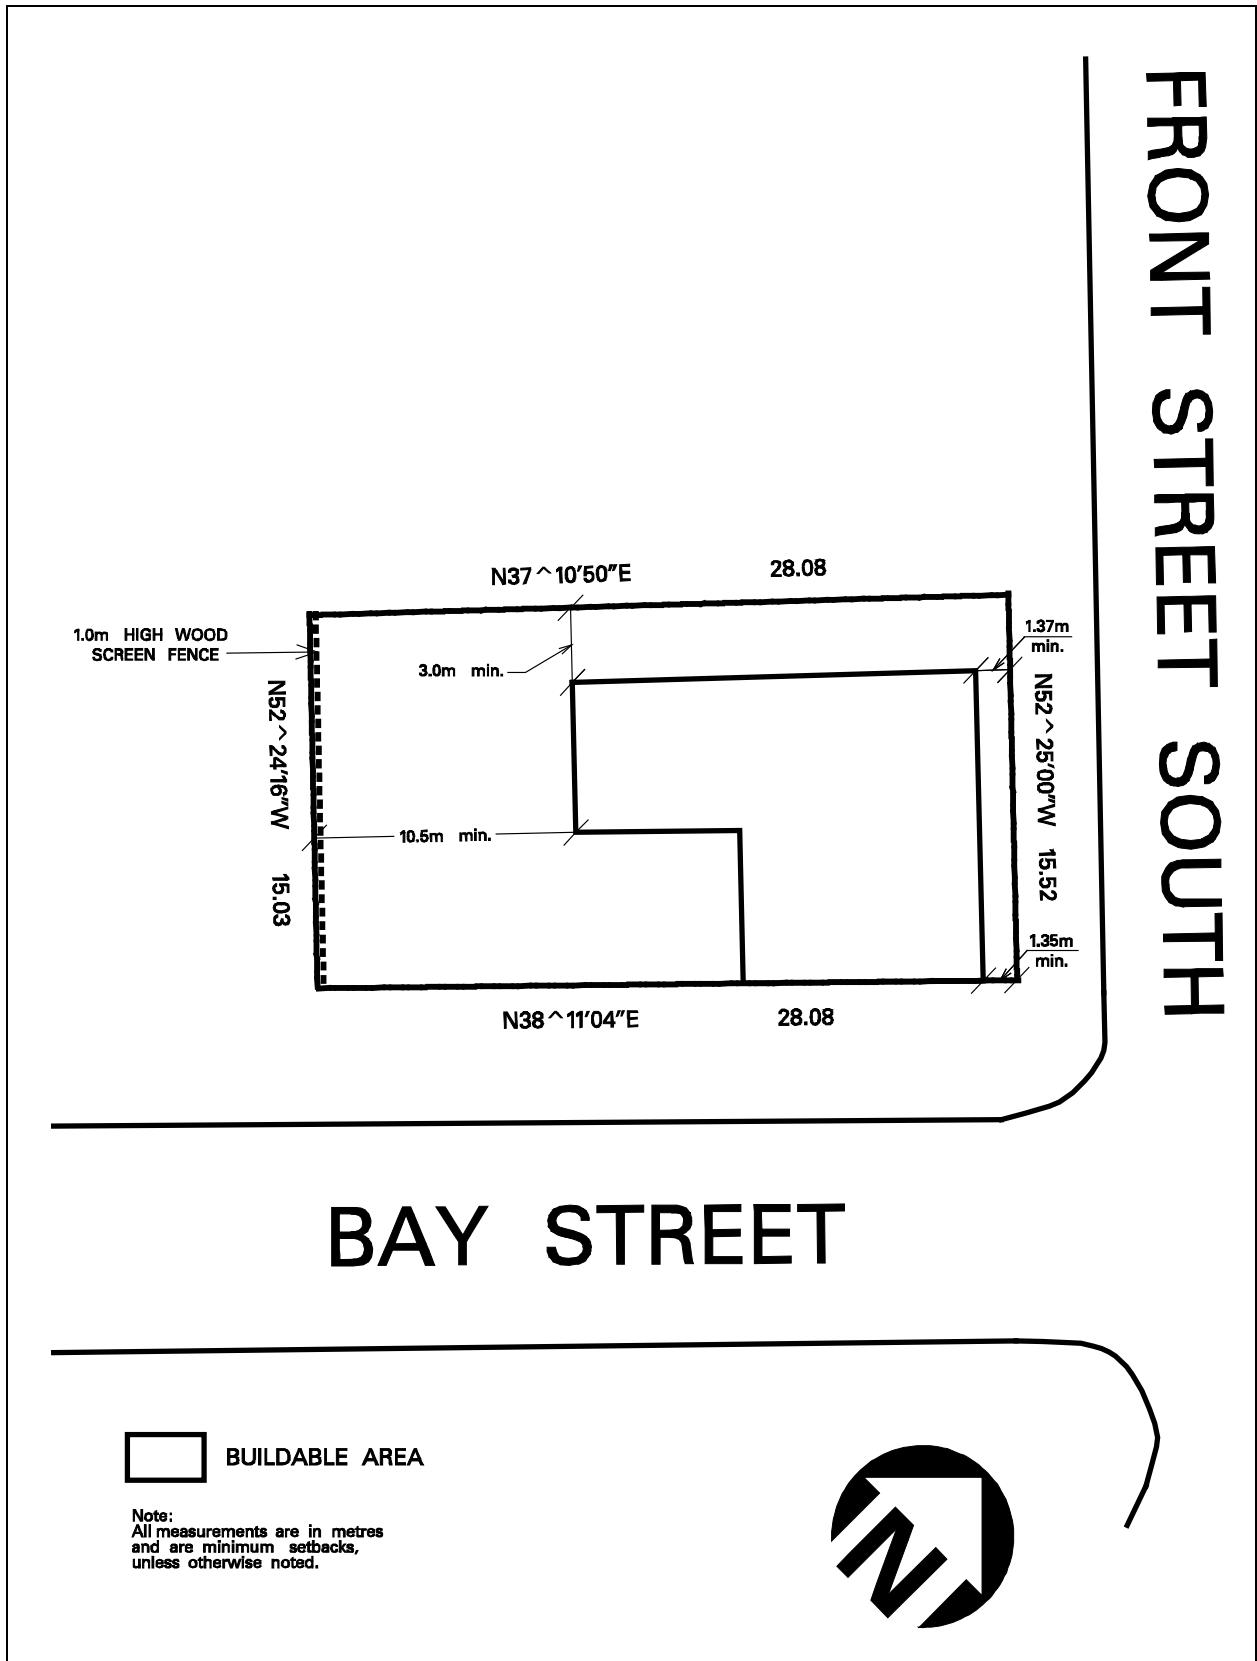 FRONT STREET SOUTH
N37^10'50"E 28.08
1.0m HIGH WOOD
SCREEN FENCE
3.0m min.
1.37m
min.
N52^24'16"W 15.03
N52^25'00"W 15.52
10.5m min.
1.35m
min.
N38^11'04"E 28.08
BAY STREET
BUILDABLE AREA
Note:
All measurements are in metres
and are minimum setbacks,
unless otherwise noted.
N